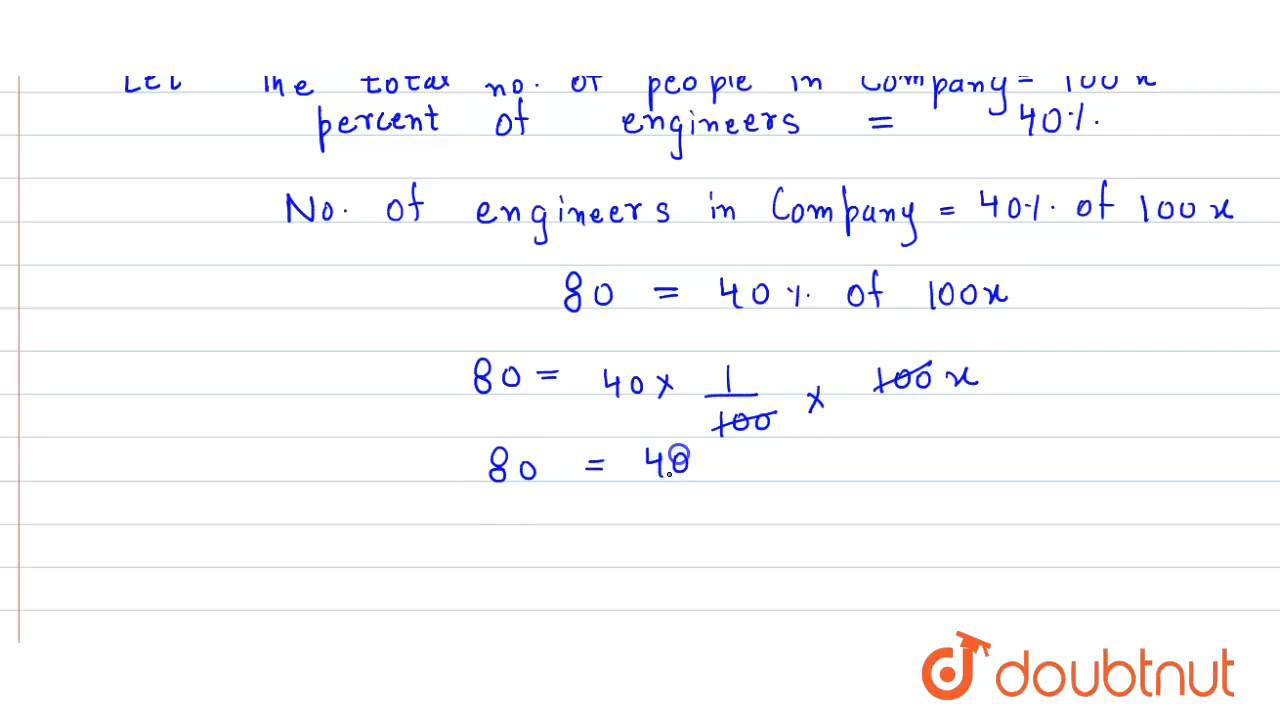 Let the total no. of people in Company = 100x
percent of engineers = 40%.
No. of engineers in Company = 40%. of 100x
80 = 40%. of 100x
80 = 40 × 1/100 × 100x
80 = 40
doubtnut